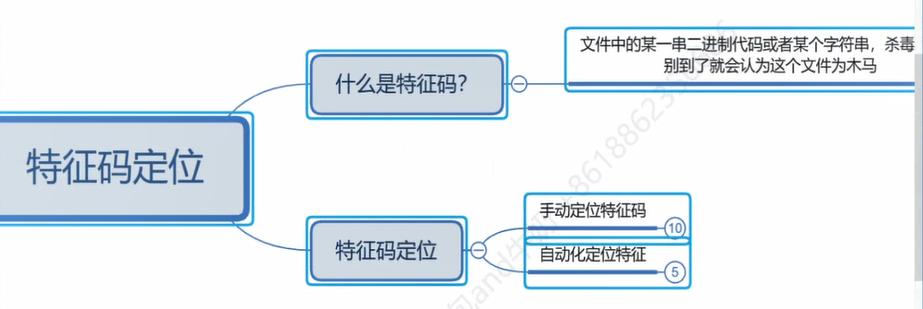 文件中的某一串二进制代码或者某个字符串，杀毒
别到了就会认为这个文件为木马
什么是特征码？
特征码定位
特征码定位
手动定位特征码
10
自动化定位特征
5